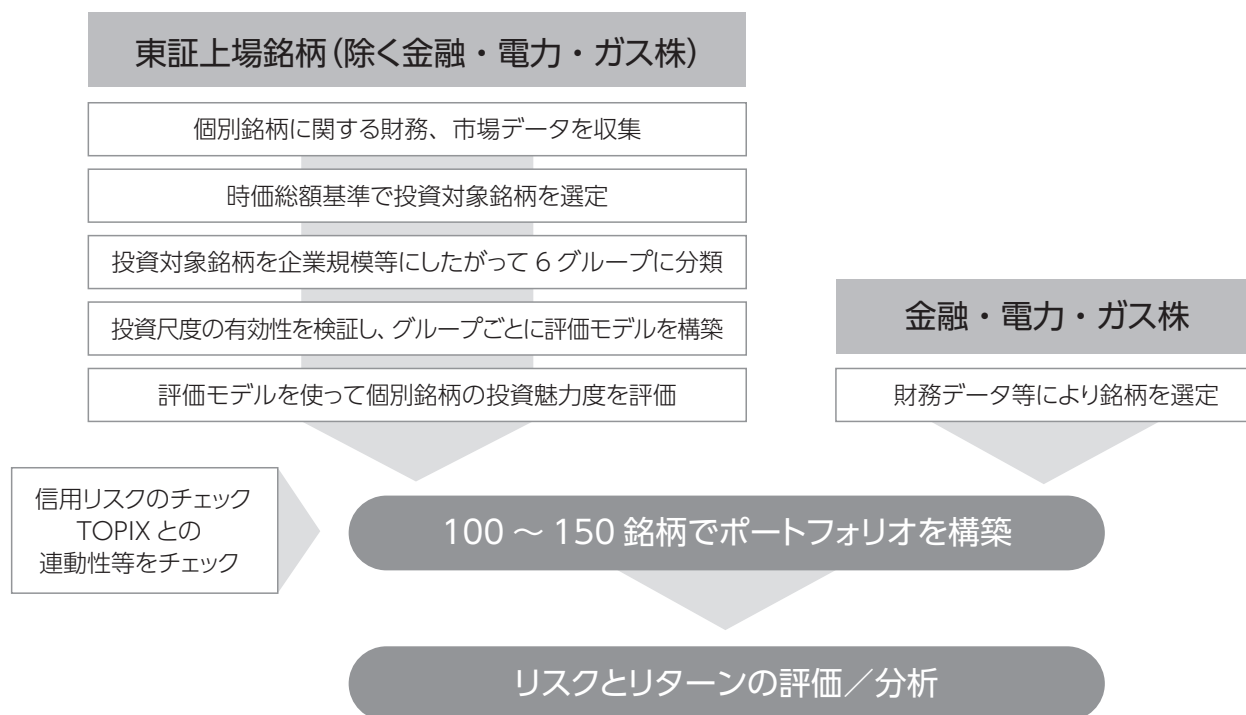 東証上場銘柄(除く金融・電力・ガス株)
個別銘柄に関する財務、市場データを収集
時価総額基準で投資対象銘柄を選定
投資対象銘柄を企業規模等にしたがって 6 グループに分類
投資尺度の有効性を検証し、グループごとに評価モデルを構築
評価モデルを使って個別銘柄の投資魅力度を評価
金融・電力・ガス株
財務データ等により銘柄を選定
信用リスクのチェック
TOPIX との
連動性等をチェック
100 ～ 150 銘柄でポートフォリオを構築
リスクとリターンの評価／分析